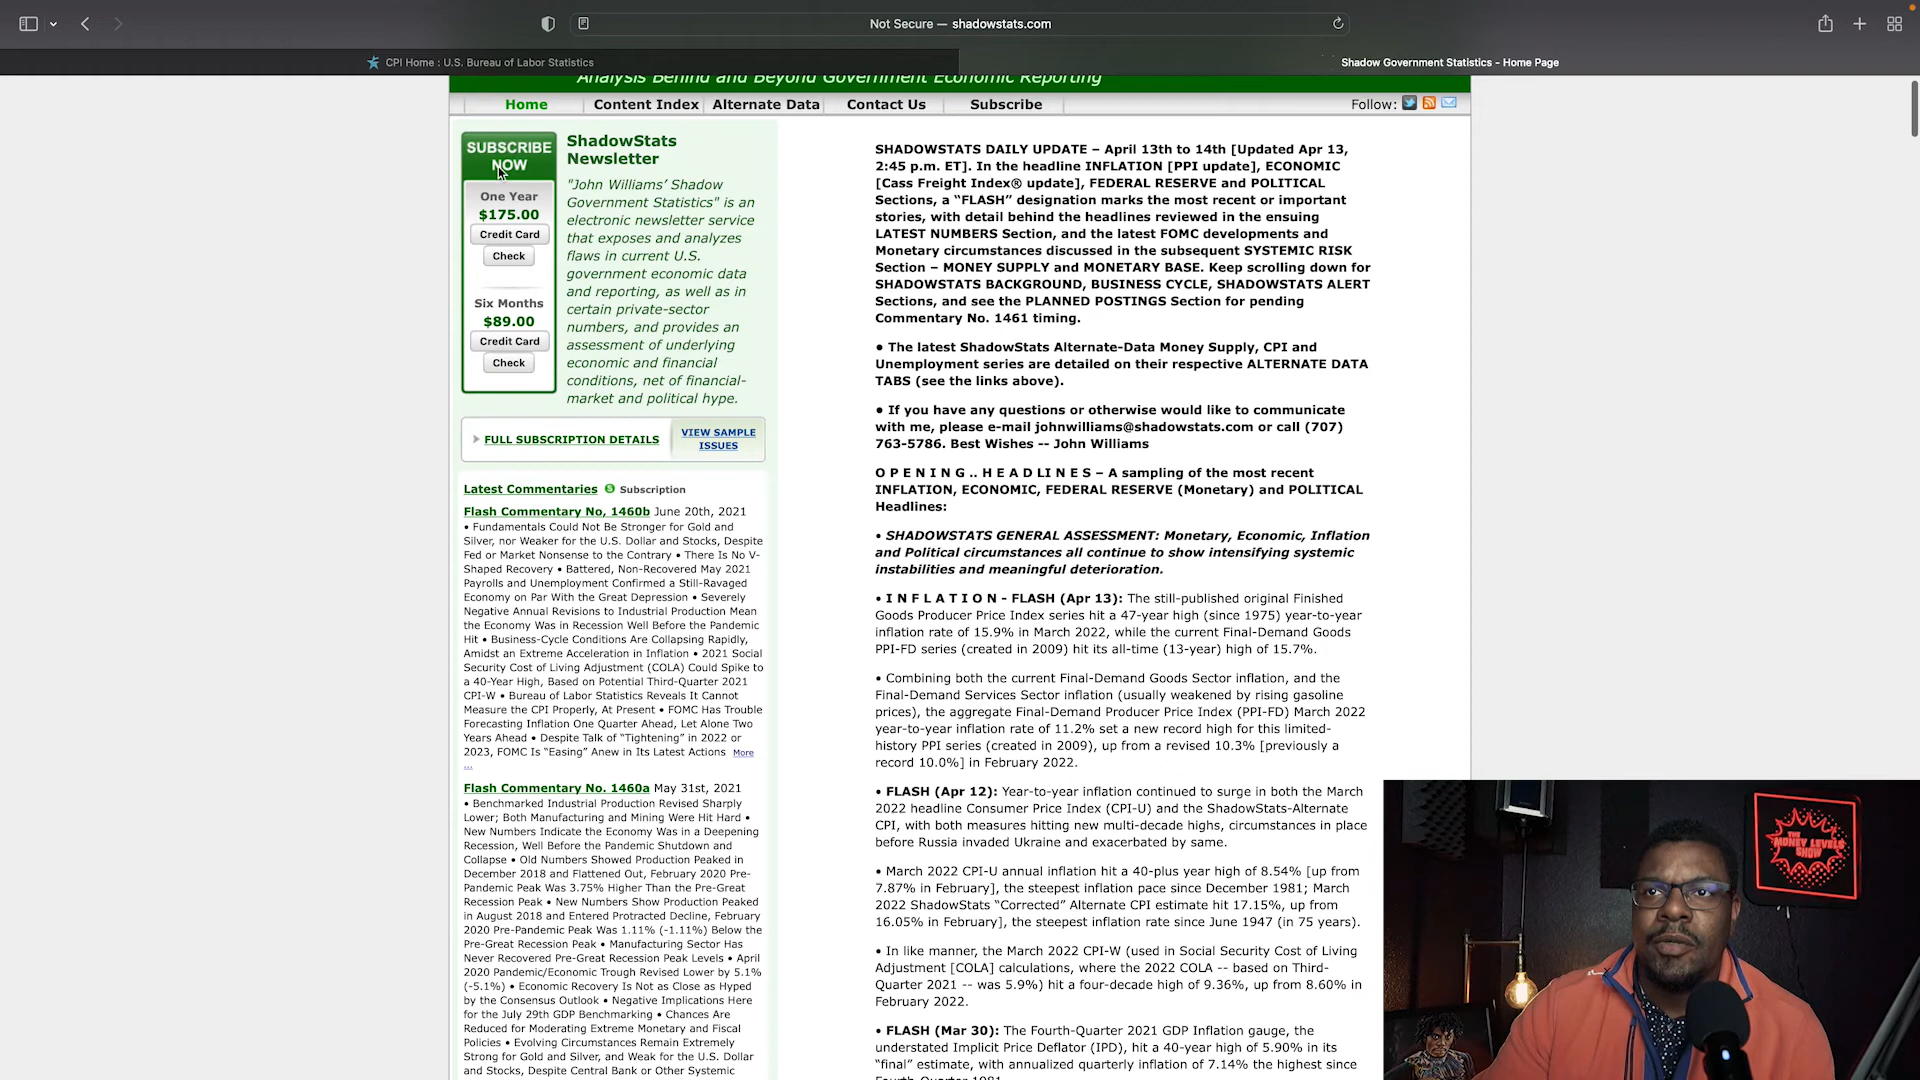 Not Secure — shadowstats.com
CPI Home : U.S. Bureau of Labor Statistics
Shadow Government Statistics - Home Page
Analysis Behind and Beyond Government Economic Reporting
Home
Content Index
Alternate Data
Contact Us
Subscribe
Follow:
SUBSCRIBE
NOW
One Year
$175.00
Credit Card
Check
Six Months
$89.00
Credit Card
Check
ShadowStats
Newsletter
"John Williams' Shadow
Government Statistics" is an
electronic newsletter service
that exposes and analyzes
flaws in current U.S.
government economic data
and reporting, as well as in
certain private-sector
numbers, and provides an
assessment of underlying
economic and financial
conditions, net of financial-
market and political hype.
FULL SUBSCRIPTION DETAILS
VIEW SAMPLE
ISSUES
Latest Commentaries S Subscription
Flash Commentary No, 1460b June 20th, 2021
• Fundamentals Could Not Be Stronger for Gold and
Silver, nor Weaker for the U.S. Dollar and Stocks, Despite
Fed or Market Nonsense to the Contrary • There Is No V-
Shaped Recovery • Battered, Non-Recovered May 2021
Payrolls and Unemployment Confirmed a Still-Ravaged
Economy on Par With the Great Depression • Severely
Negative Annual Revisions to Industrial Production Mean
the Economy Was in Recession Well Before the Pandemic
Hit • Business-Cycle Conditions Are Collapsing Rapidly,
Amidst an Extreme Acceleration in Inflation • 2021 Social
Security Cost of Living Adjustment (COLA) Could Spike to
a 40-Year High, Based on Potential Third-Quarter 2021
CPI-W • Bureau of Labor Statistics Reveals It Cannot
Measure the CPI Properly, At Present • FOMC Has Trouble
Forecasting Inflation One Quarter Ahead, Let Alone Two
Years Ahead • Despite Talk of "Tightening" in 2022 or
2023, FOMC Is "Easing" Anew in Its Latest Actions More
...
Flash Commentary No. 1460a May 31st, 2021
• Benchmarked Industrial Production Revised Sharply
Lower; Both Manufacturing and Mining Were Hit Hard •
New Numbers Indicate the Economy Was in a Deepening
Recession, Well Before the Pandemic Shutdown and
Collapse • Old Numbers Showed Production Peaked in
December 2018 and Flattened Out, February 2020 Pre-
Pandemic Peak Was 3.75% Higher Than the Pre-Great
Recession Peak • New Numbers Show Production Peaked
in August 2018 and Entered Protracted Decline, February
2020 Pre-Pandemic Peak Was 1.11% (-1.11%) Below the
Pre-Great Recession Peak • Manufacturing Sector Has
Never Recovered Pre-Great Recession Peak Levels • April
2020 Pandemic/Economic Trough Revised Lower by 5.1%
(-5.1%) • Economic Recovery Is Not as Close as Hyped
by the Consensus Outlook • Negative Implications Here
for the July 29th GDP Benchmarking • Chances Are
Reduced for Moderating Extreme Monetary and Fiscal
Policies • Evolving Circumstances Remain Extremely
Strong for Gold and Silver, and Weak for the U.S. Dollar
and Stocks, Despite Central Bank or Other Systemic
SHADOWSTATS DAILY UPDATE – April 13th to 14th [Updated Apr 13,
2:45 p.m. ET]. In the headline INFLATION [PPI update], ECONOMIC
[Cass Freight Index® update], FEDERAL RESERVE and POLITICAL
Sections, a "FLASH" designation marks the most recent or important
stories, with detail behind the headlines reviewed in the ensuing
LATEST NUMBERS Section, and the latest FOMC developments and
Monetary circumstances discussed in the subsequent SYSTEMIC RISK
Section – MONEY SUPPLY and MONETARY BASE. Keep scrolling down for
SHADOWSTATS BACKGROUND, BUSINESS CYCLE, SHADOWSTATS ALERT
Sections, and see the PLANNED POSTINGS Section for pending
Commentary No. 1461 timing.
● The latest ShadowStats Alternate-Data Money Supply, CPI and
Unemployment series are detailed on their respective ALTERNATE DATA
TABS (see the links above).
● If you have any questions or otherwise would like to communicate
with me, please e-mail johnwilliams@shadowstats.com or call (707)
763-5786. Best Wishes -- John Williams
O P E N I N G .. H E A D L I N E S – A sampling of the most recent
INFLATION, ECONOMIC, FEDERAL RESERVE (Monetary) and POLITICAL
Headlines:
• SHADOWSTATS GENERAL ASSESSMENT: Monetary, Economic, Inflation
and Political circumstances all continue to show intensifying systemic
instabilities and meaningful deterioration.
• I N F L A T I O N - FLASH (Apr 13): The still-published original Finished
Goods Producer Price Index series hit a 47-year high (since 1975) year-to-year
inflation rate of 15.9% in March 2022, while the current Final-Demand Goods
PPI-FD series (created in 2009) hit its all-time (13-year) high of 15.7%.
• Combining both the current Final-Demand Goods Sector inflation, and the
Final-Demand Services Sector inflation (usually weakened by rising gasoline
prices), the aggregate Final-Demand Producer Price Index (PPI-FD) March 2022
year-to-year inflation rate of 11.2% set a new record high for this limited-
history PPI series (created in 2009), up from a revised 10.3% [previously a
record 10.0%] in February 2022.
• FLASH (Apr 12): Year-to-year inflation continued to surge in both the March
2022 headline Consumer Price Index (CPI-U) and the ShadowStats-Alternate
CPI, with both measures hitting new multi-decade highs, circumstances in place
before Russia invaded Ukraine and exacerbated by same.
• March 2022 CPI-U annual inflation hit a 40-plus year high of 8.54% [up from
7.87% in February], the steepest inflation pace since December 1981; March
2022 ShadowStats "Corrected" Alternate CPI estimate hit 17.15%, up from
16.05% in February], the steepest inflation rate since June 1947 (in 75 years).
• In like manner, the March 2022 CPI-W (used in Social Security Cost of Living
Adjustment [COLA] calculations, where the 2022 COLA -- based on Third-
Quarter 2021 -- was 5.9%) hit a four-decade high of 9.36%, up from 8.60% in
February 2022.
• FLASH (Mar 30): The Fourth-Quarter 2021 GDP Inflation gauge, the
understated Implicit Price Deflator (IPD), hit a 40-year high of 5.90% in its
"final" estimate, with annualized quarterly inflation of 7.14% the highest since
Fourth-Quarter 1981.
THE
MONEY LEVELS
SHOW